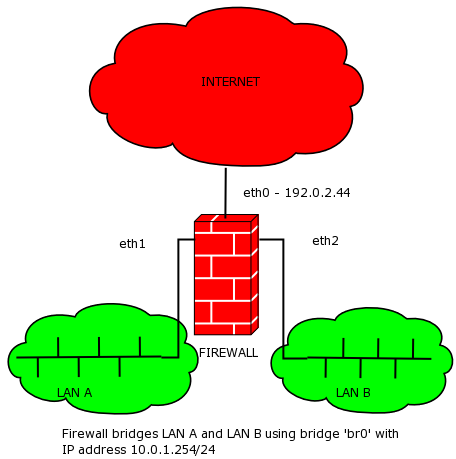 INTERNET
eth0 - 192.0.2.44
eth1
eth2
FIREWALL
LAN A
LAN B
Firewall bridges LAN A and LAN B using bridge 'br0' with
IP address 10.0.1.254/24